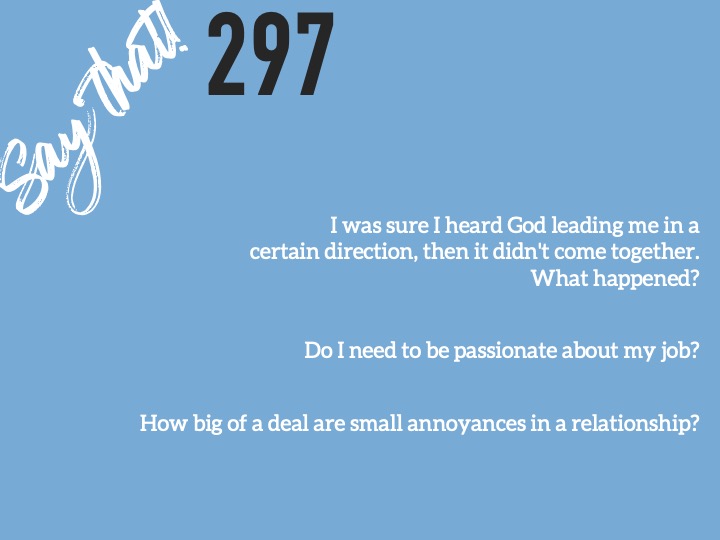 Say that!
297
I was sure I heard God leading me in a
certain direction, then it didn't come together.
What happened?
Do I need to be passionate about my job?
How big of a deal are small annoyances in a relationship?